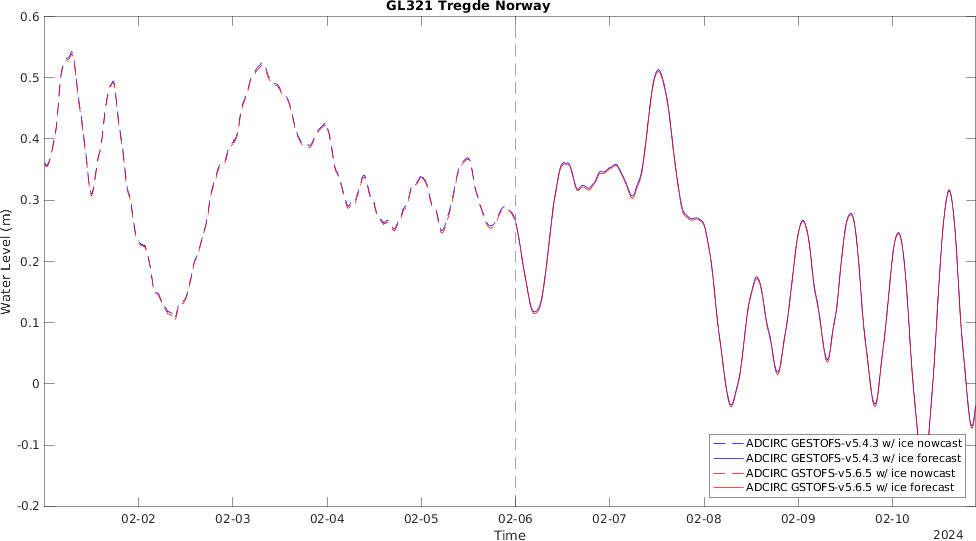 GL321 Tregde Norway
0.6
0.5
0.4
0.3
0.2
0.1
0
-0.1
-0.2
Water Level (m)
ADCIRC GESTOFS-v5.4.3 w/ ice nowcast
ADCIRC GESTOFS-v5.4.3 w/ ice forecast
ADCIRC GSTOFS-v5.6.5 w/ ice nowcast
ADCIRC GSTOFS-v5.6.5 w/ ice forecast
02-02 02-03 02-04 02-05 02-06 02-07 02-08 02-09 02-10
Time
2024